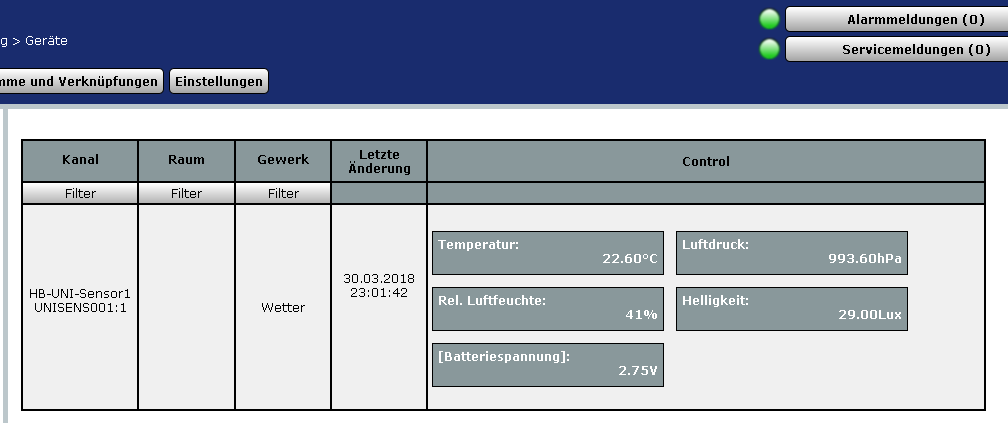 Alarmmeldungen (0)
g > Geräte
Servicemeldungen (0)
mme und Verknüpfungen
Einstellungen
Kanal
Raum
Gewerk
Letzte
Änderung
Control
Filter
Filter
Filter
HB-UNI-Sensor1
UNISENS001:1
Wetter
30.03.2018
23:01:42
Temperatur:
22.60°C
Luftdruck:
993.60hPa
Rel. Luftfeuchte:
41%
Helligkeit:
29.00Lux
[Batteriespannung]:
2.75V